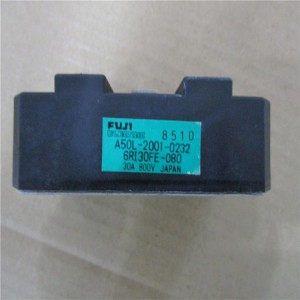 FUJI 8510
A50L-2001-0232
6RI30FE-080
30A 800V JAPAN